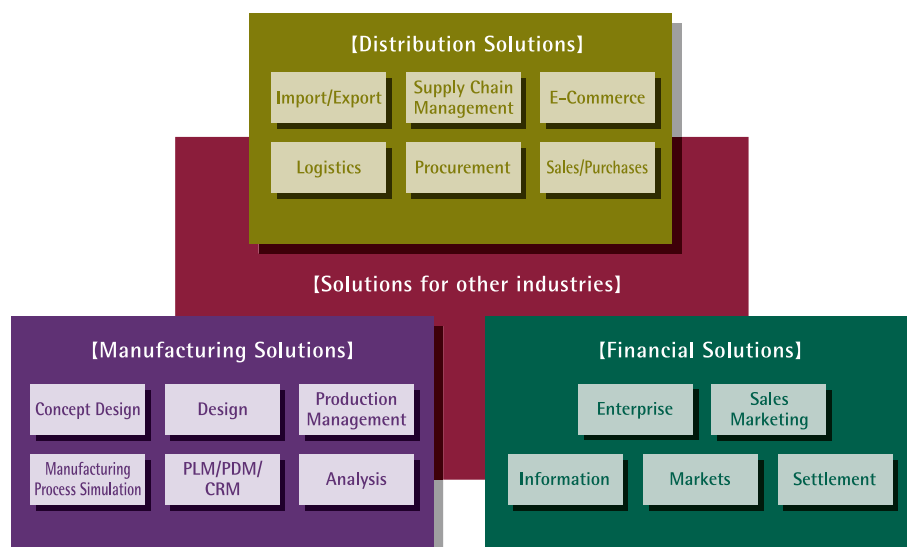 【Distribution Solutions】
Import/Export
Supply Chain
Management
E-Commerce
Logistics
Procurement
Sales/Purchases
【Solutions for other industries】
【Manufacturing Solutions】
Concept Design
Design
Production
Management
Manufacturing
Process Simulation
PLM/PDM/
CRM
Analysis
【Financial Solutions】
Enterprise
Sales
Marketing
Information
Markets
Settlement